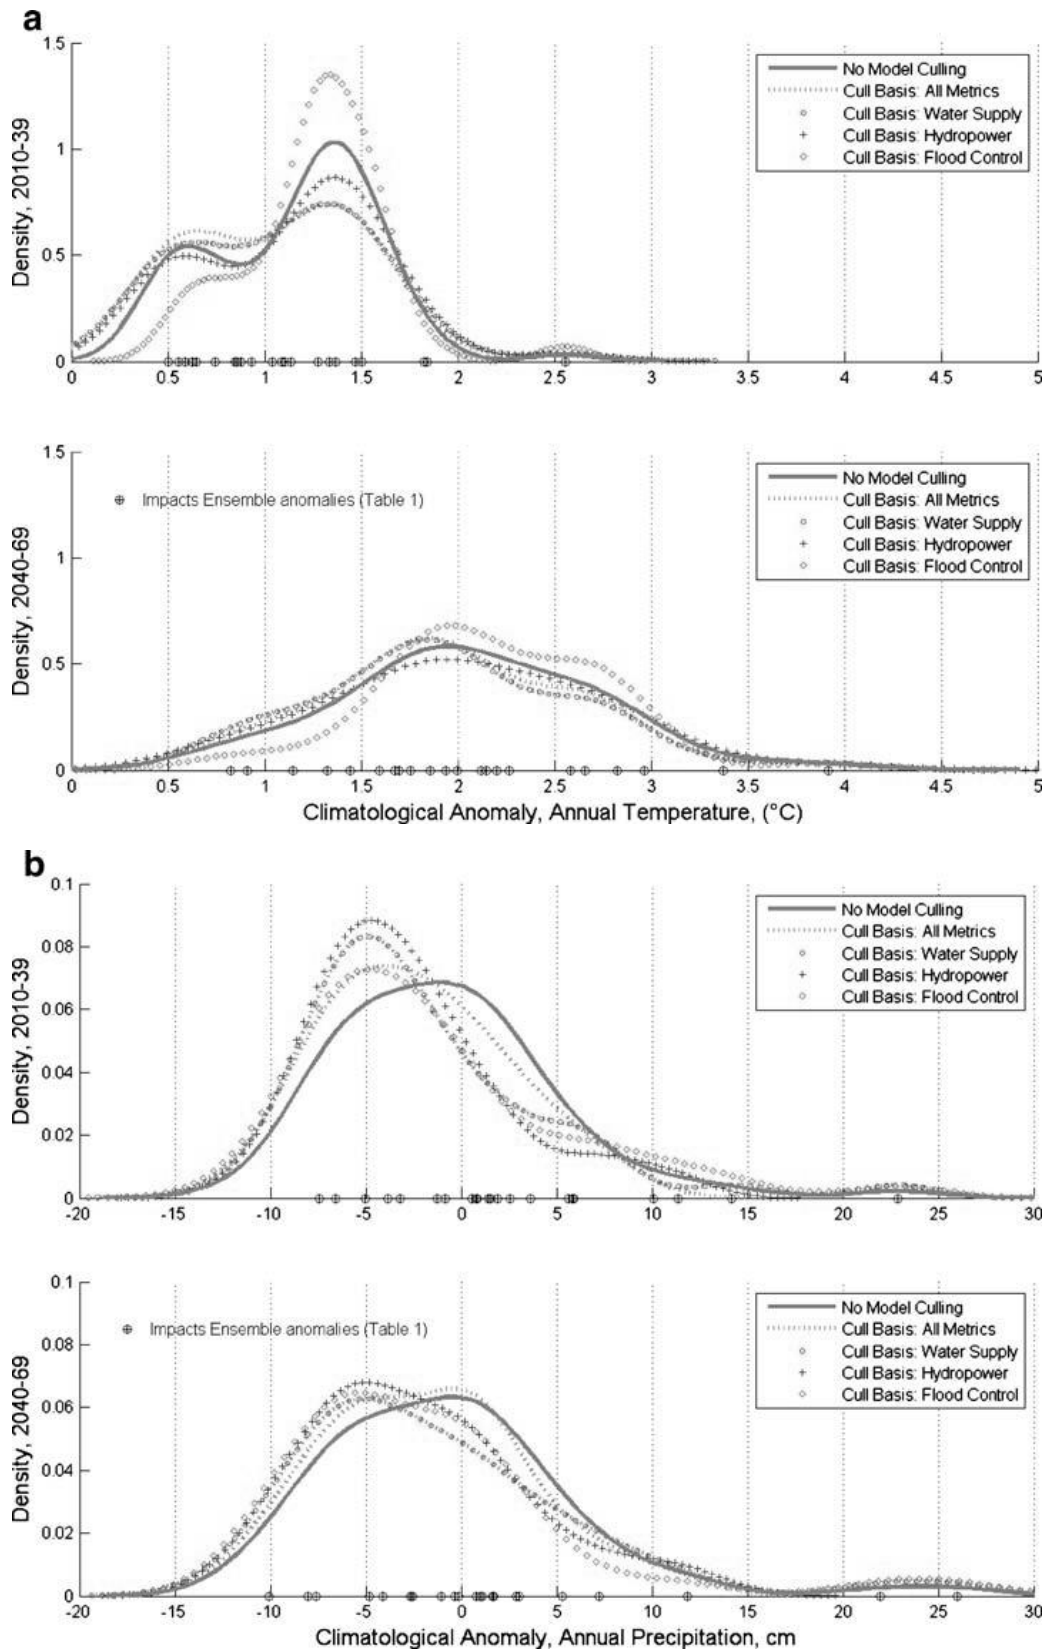 a
1.5
1
0.5
0
Density, 2010-39
No Model Culling
Cull Basis: All Metrics
Cull Basis: Water Supply
Cull Basis: Hydropower
Cull Basis: Flood Control
0 0.5 1 1.5 2 2.5 3 3.5 4 4.5 5
1.5
1
0.5
0
Density, 2040-69
Impacts Ensemble anomalies (Table 1)
No Model Culling
Cull Basis: All Metrics
Cull Basis: Water Supply
Cull Basis: Hydropower
Cull Basis: Flood Control
0 0.5 1 1.5 2 2.5 3 3.5 4 4.5 5
Climatological Anomaly, Annual Temperature, (°C)
b
0.1
0.08
0.06
0.04
0.02
0
Density, 2010-39
No Model Culling
Cull Basis: All Metrics
Cull Basis: Water Supply
Cull Basis: Hydropower
Cull Basis: Flood Control
-20 -15 -10 -5 0 5 10 15 20 25 30
0.1
0.08
0.06
0.04
0.02
0
Density, 2040-69
Impacts Ensemble anomalies (Table 1)
No Model Culling
Cull Basis: All Metrics
Cull Basis: Water Supply
Cull Basis: Hydropower
Cull Basis: Flood Control
-20 -15 -10 -5 0 5 10 15 20 25 30
Climatological Anomaly, Annual Precipitation, cm